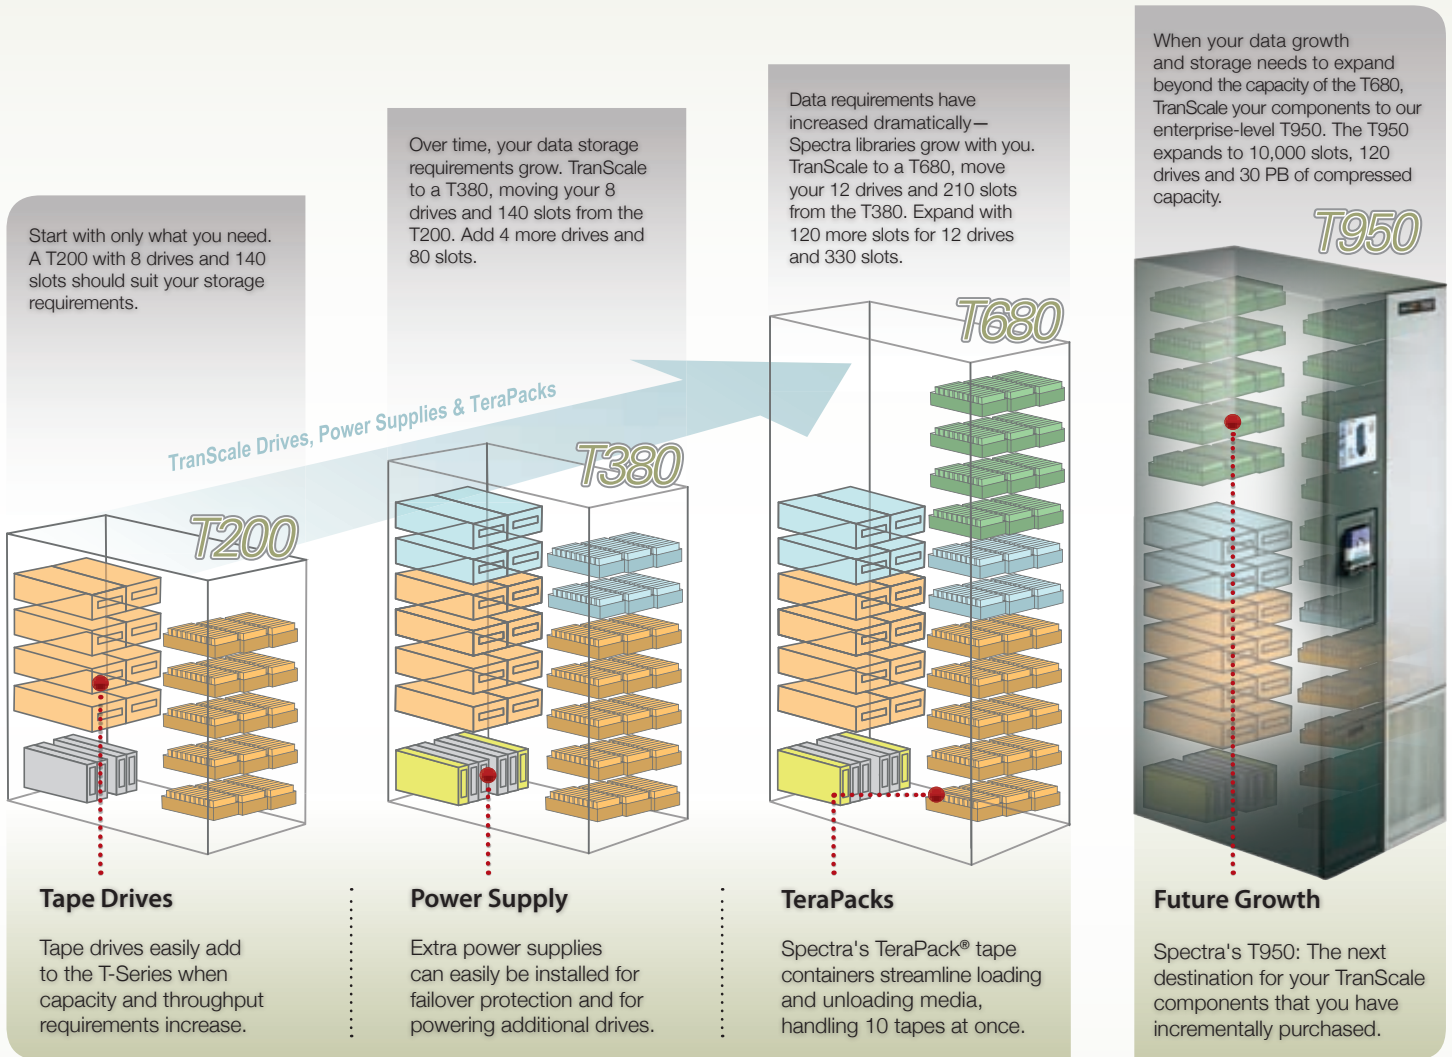 Start with only what you need.
A T200 with 8 drives and 140
slots should suit your storage
requirements.
T200
Over time, your data storage
requirements grow. TranScale
to a T380, moving your 8
drives and 140 slots from the
T200. Add 4 more drives and
80 slots.
T380
Data requirements have
increased dramatically—
Spectra libraries grow with you.
TranScale to a T680, move
your 12 drives and 210 slots
from the T380. Expand with
120 more slots for 12 drives
and 330 slots.
T680
When your data growth
and storage needs to expand
beyond the capacity of the T680,
TranScale your components to our
enterprise-level T950. The T950
expands to 10,000 slots, 120
drives and 30 PB of compressed
capacity.
T950
TranScale Drives, Power Supplies & TeraPacks
Tape Drives
Tape drives easily add
to the T-Series when
capacity and throughput
requirements increase.
Power Supply
Extra power supplies
can easily be installed for
failover protection and for
powering additional drives.
TeraPacks
Spectra's TeraPack® tape
containers streamline loading
and unloading media,
handling 10 tapes at once.
Future Growth
Spectra's T950: The next
destination for your TranScale
components that you have
incrementally purchased.